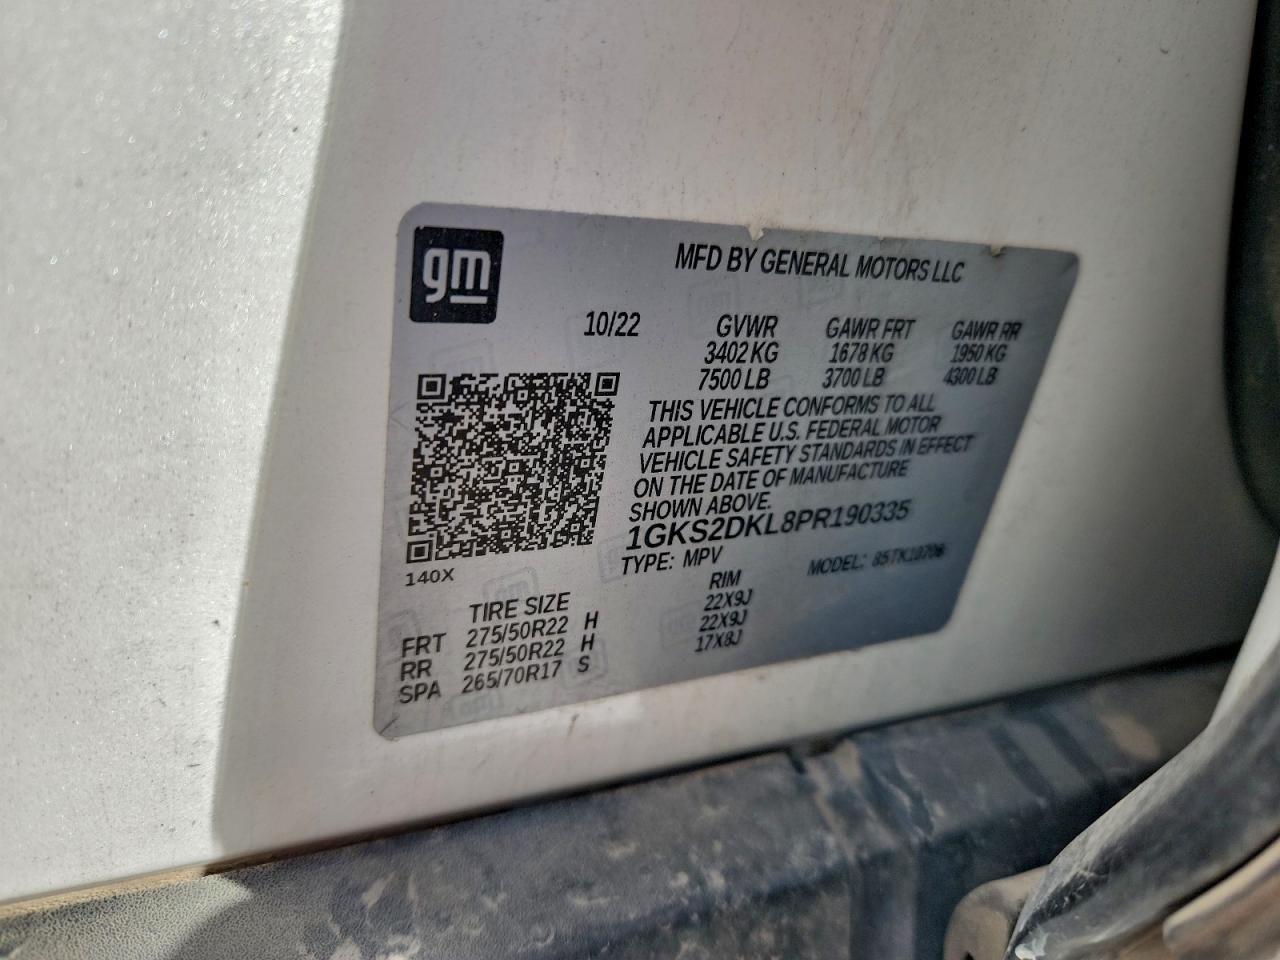 gm
MFD BY GENERAL MOTORS LLC
10/22 GVWR GAWR FRT GAWR RR
3402 KG 1678 KG 1950 KG
7500 LB 3700 LB 4300 LB
THIS VEHICLE CONFORMS TO ALL
APPLICABLE U.S. FEDERAL MOTOR
VEHICLE SAFETY STANDARDS IN EFFECT
ON THE DATE OF MANUFACTURE
SHOWN ABOVE.
1GKS2DKL8PR190335
TYPE: MPV MODEL: 85TK10706
140X
TIRE SIZE RIM
FRT 275/50R22 H 22X9J
RR 275/50R22 H 22X9J
SPA 265/70R17 S 17X8J